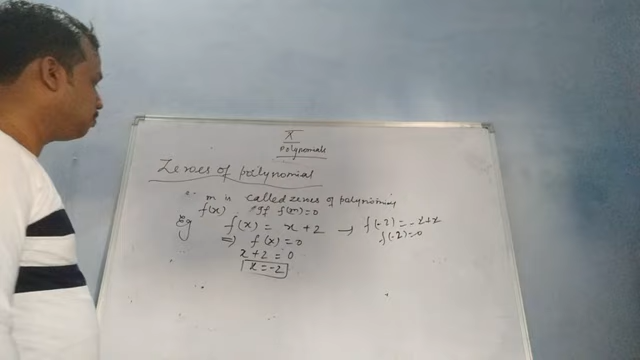 X
Polynomials
Zeroes of polynomial
m is called zeroes of polynomial
f(x) iff f(m)=0
Eg f(x) = x+2 → f(-2) = -2+2
⇒ f(x) = 0 f(-2)=0
x+2 = 0
x = -2